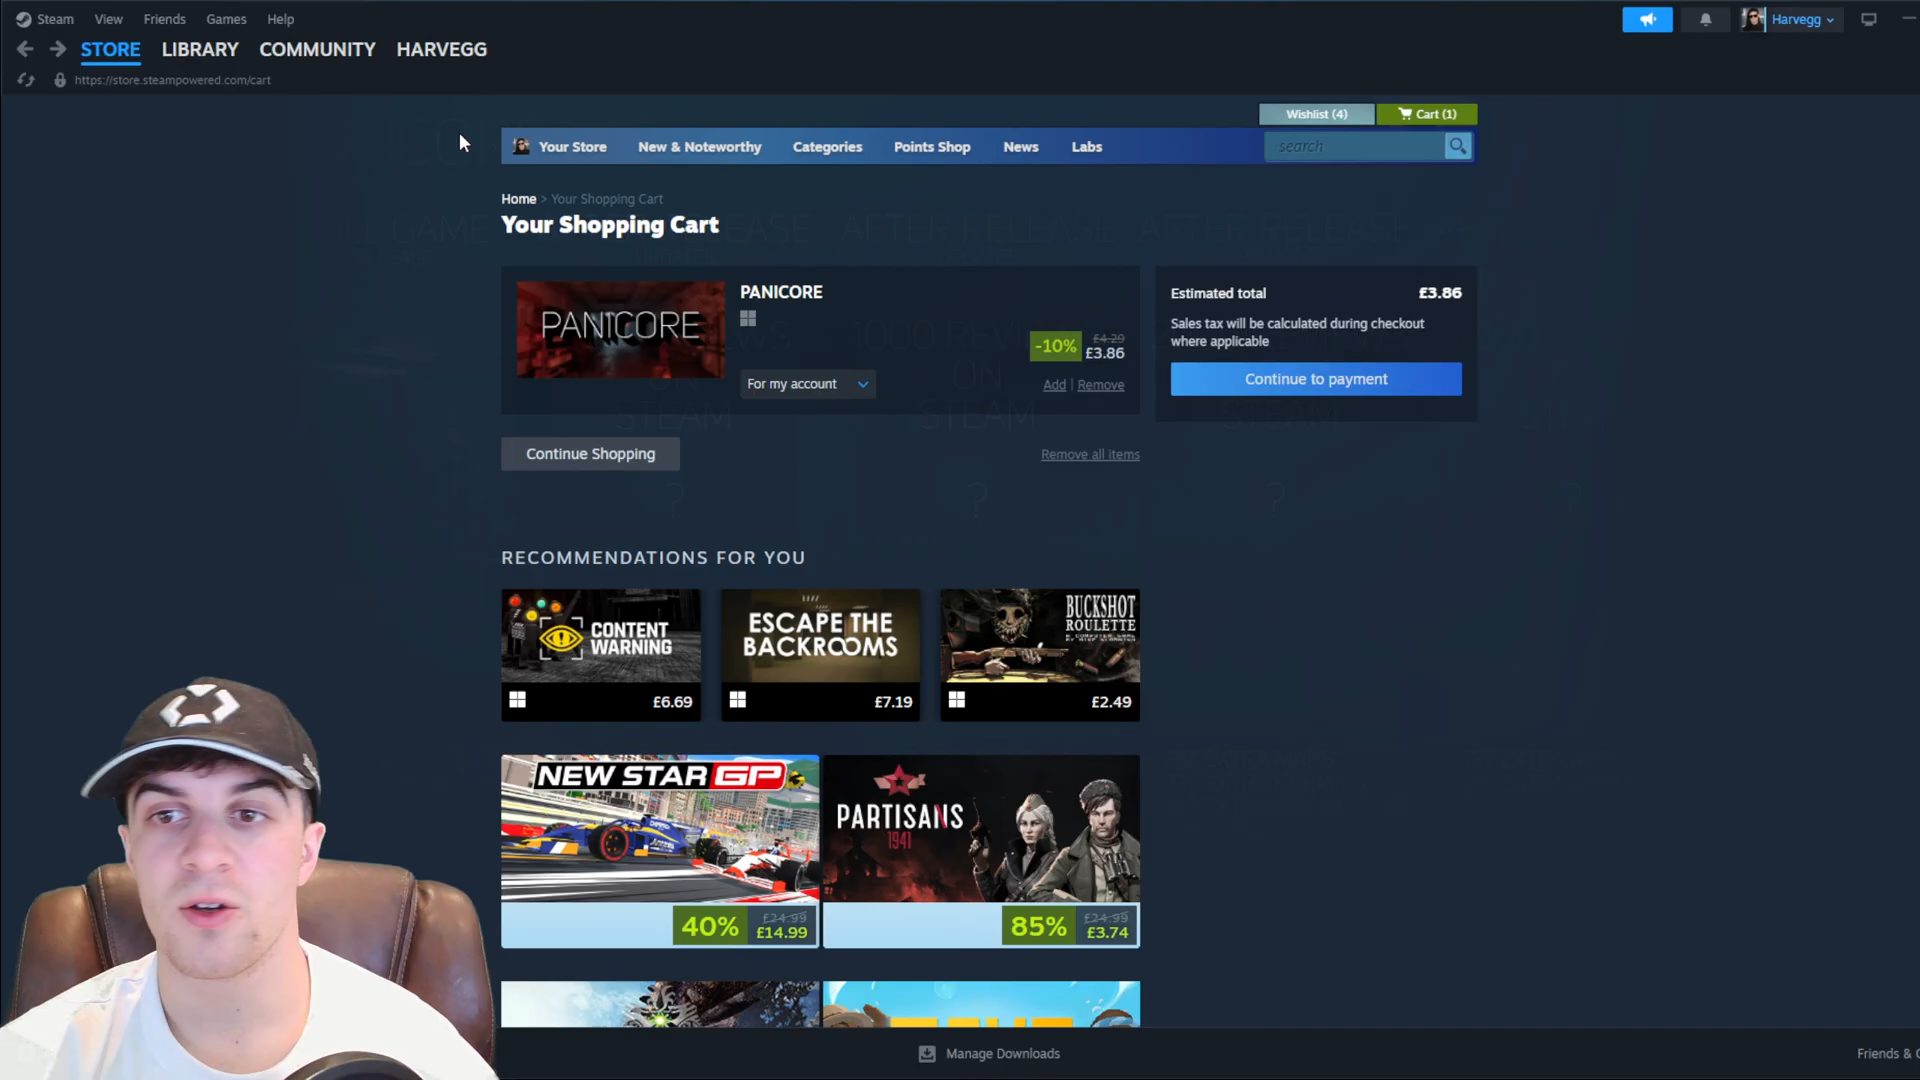 Steam View Friends Games Help
Harvegg
STORE LIBRARY COMMUNITY HARVEGG
https://store.steampowered.com/cart
Wishlist (4) Cart (1)
Your Store New & Noteworthy Categories Points Shop News Labs search
Home > Your Shopping Cart
Your Shopping Cart
PANICORE
PANICORE
-10% £4.29
£3.86
For my account
Add | Remove
Estimated total £3.86
Sales tax will be calculated during checkout
where applicable
Continue to payment
Continue Shopping
Remove all items
RECOMMENDATIONS FOR YOU
CONTENT
WARNING
£6.69
ESCAPE THE
BACKROOMS
£7.19
BUCKSHOT
ROULETTE
£2.49
NEW STAR GP
40% £24.99
£14.99
PARTISANS
1941
85% £24.99
£3.74
Manage Downloads
Friends &